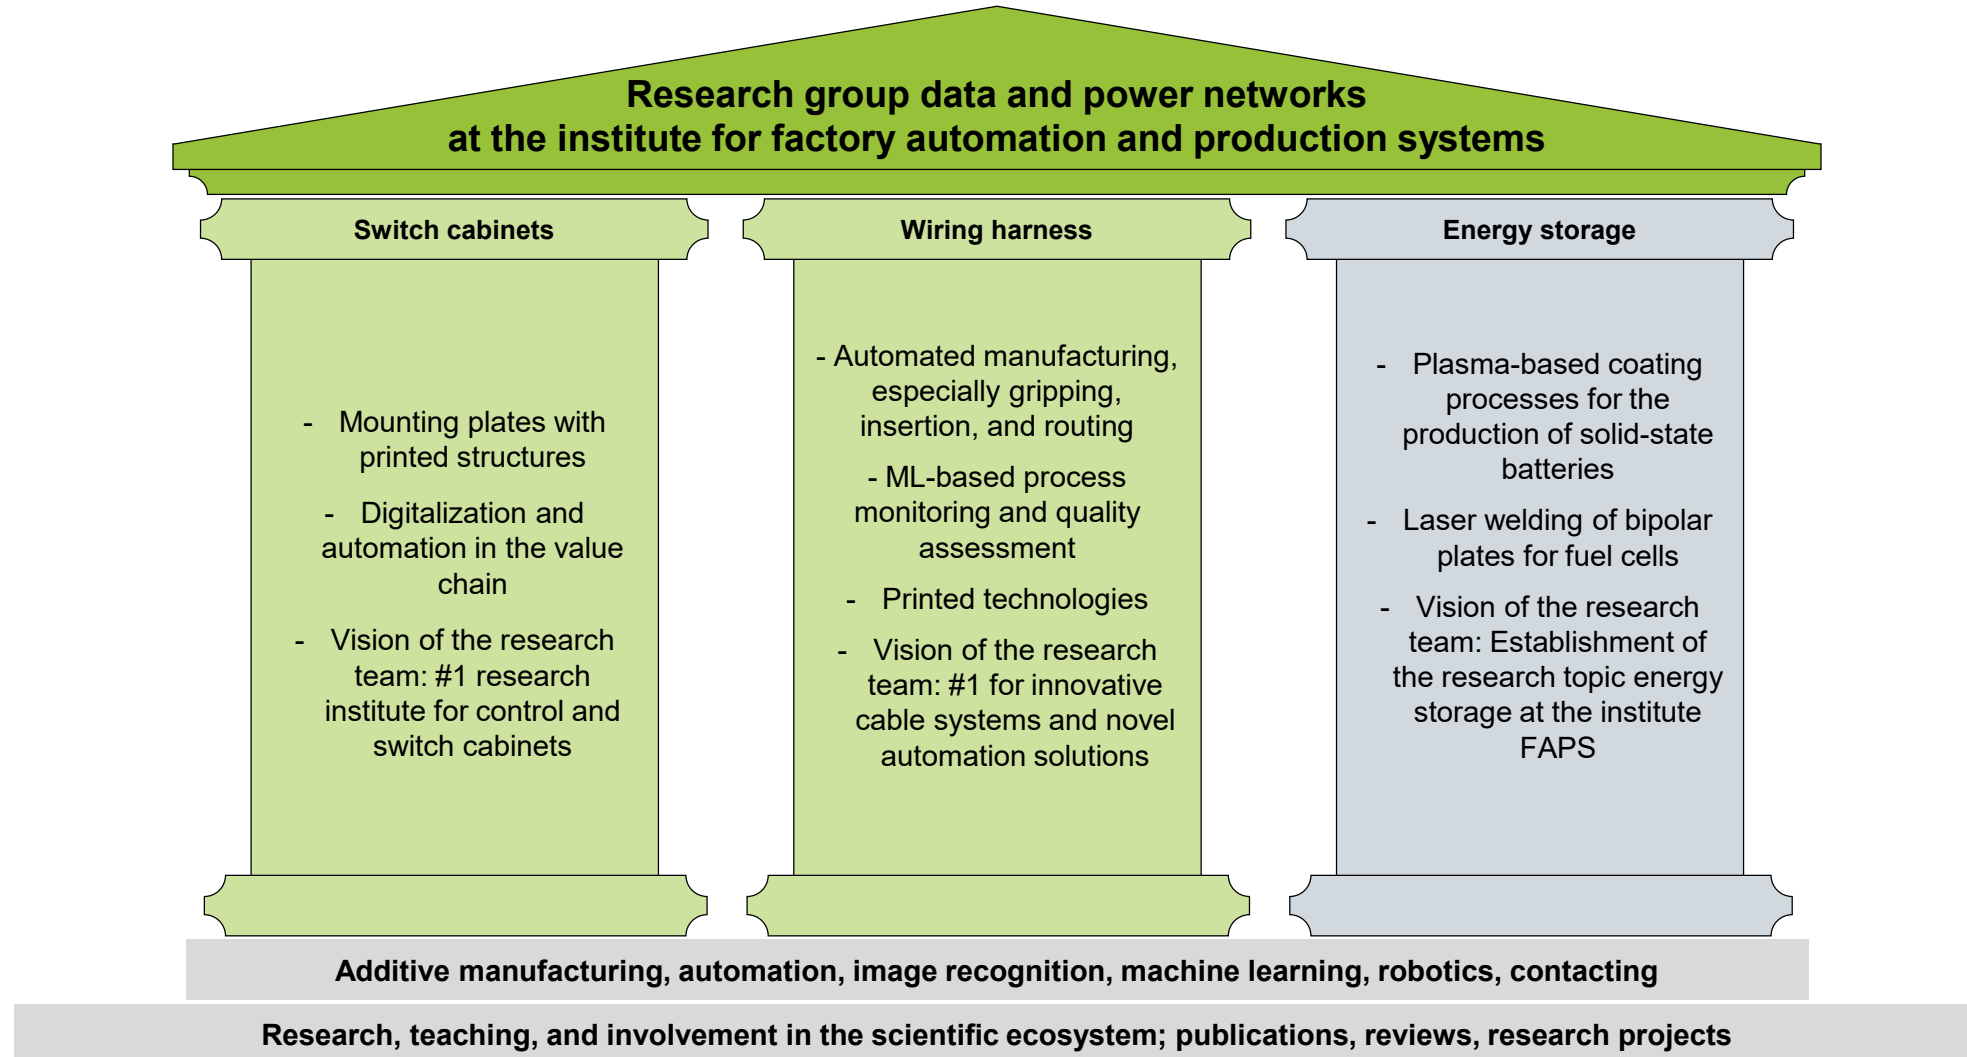 Research group data and power networks
at the institute for factory automation and production systems
Switch cabinets
- Mounting plates with
printed structures
- Digitalization and
automation in the value
chain
- Vision of the research
team: #1 research
institute for control and
switch cabinets
Wiring harness
- Automated manufacturing,
especially gripping,
insertion, and routing
- ML-based process
monitoring and quality
assessment
- Printed technologies
- Vision of the research
team: #1 for innovative
cable systems and novel
automation solutions
Energy storage
- Plasma-based coating
processes for the
production of solid-state
batteries
- Laser welding of bipolar
plates for fuel cells
- Vision of the research
team: Establishment of
the research topic energy
storage at the institute
FAPS
Additive manufacturing, automation, image recognition, machine learning, robotics, contacting
Research, teaching, and involvement in the scientific ecosystem; publications, reviews, research projects